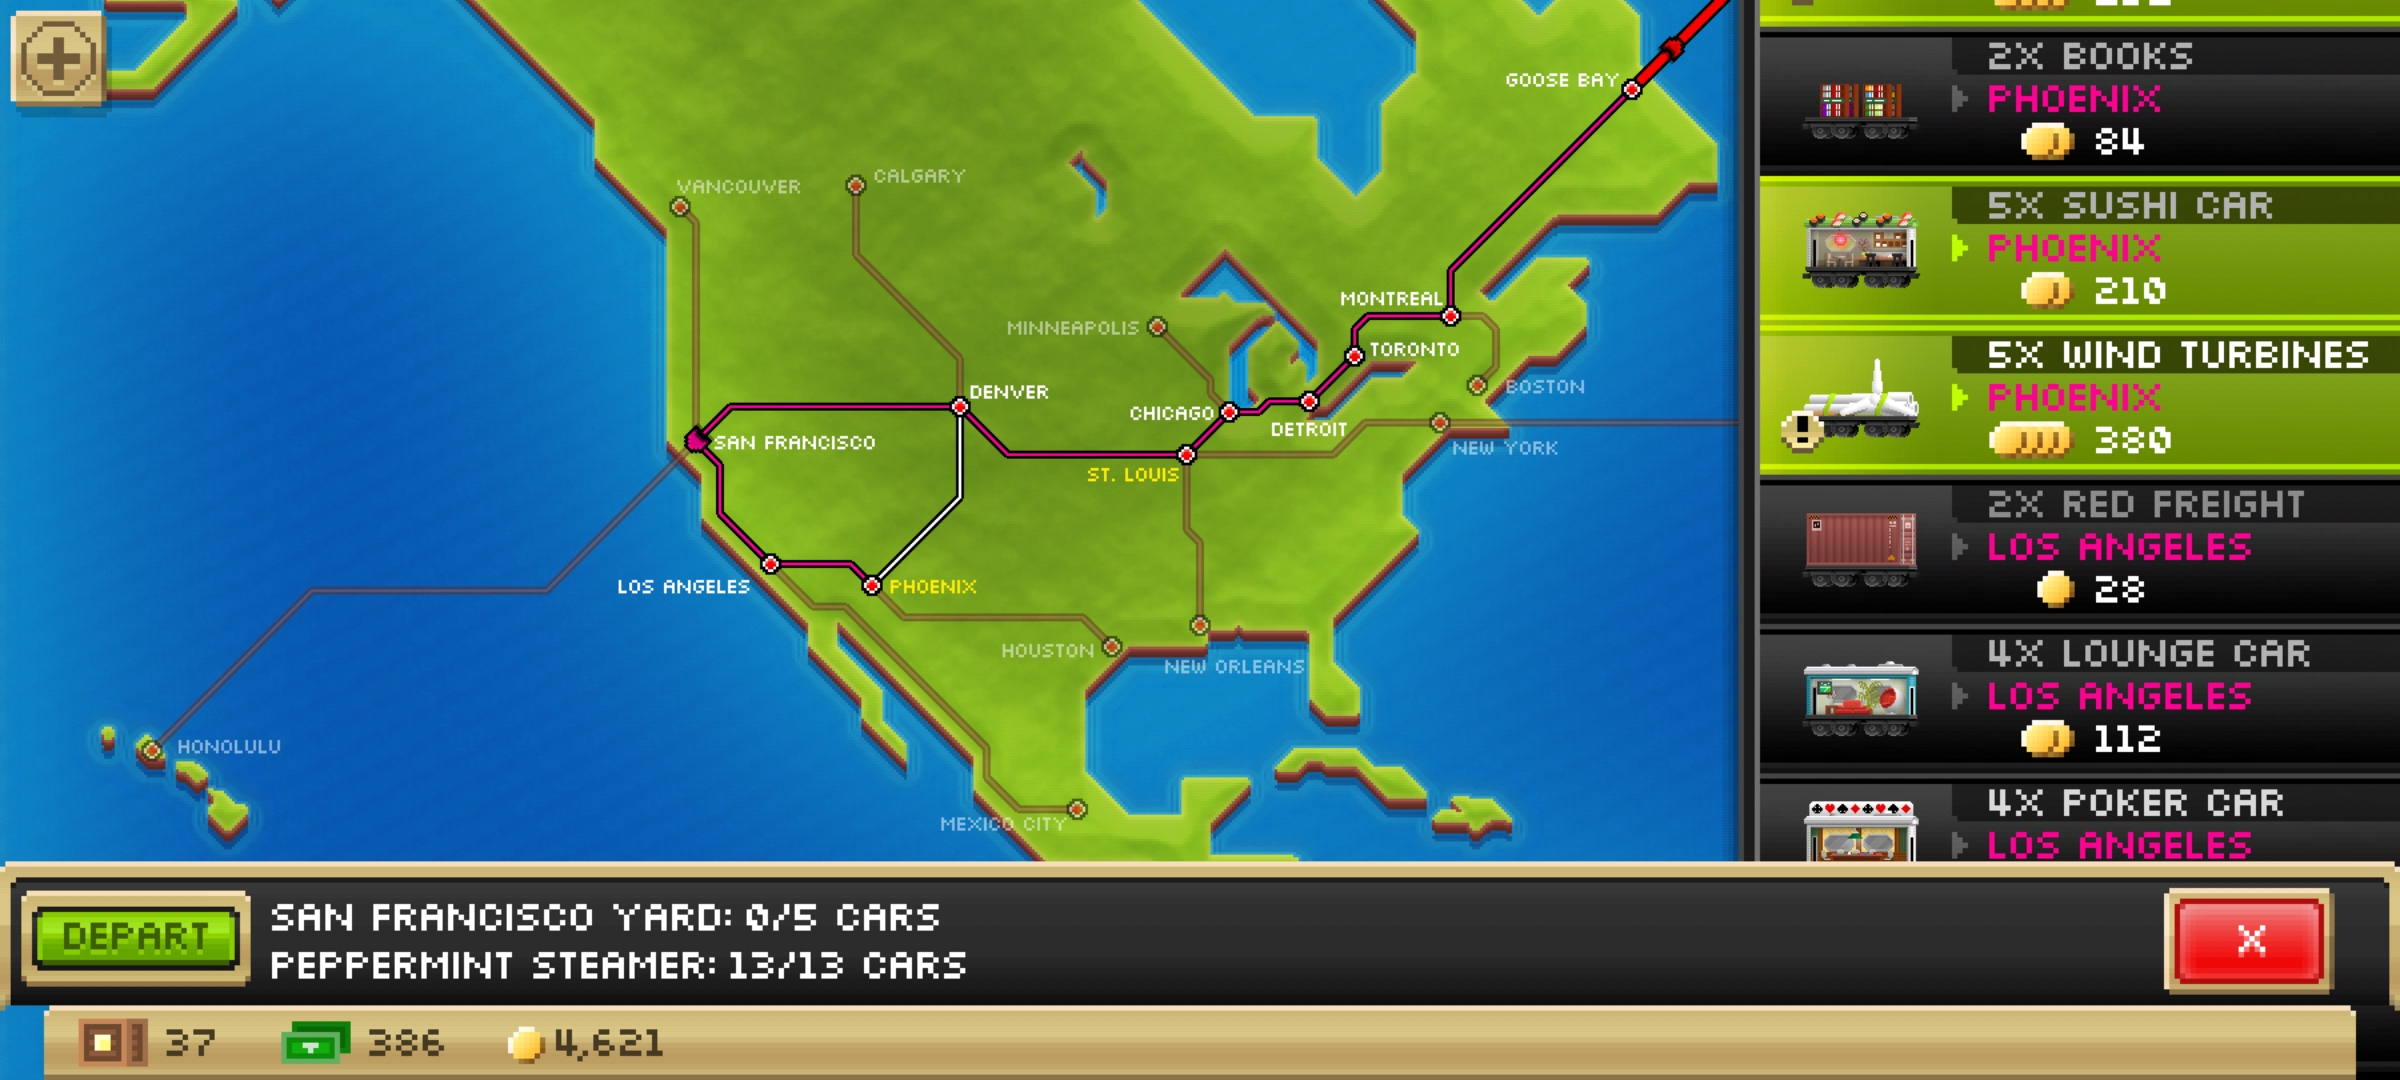 2X BOOKS
PHOENIX
84
5X SUSHI CAR
PHOENIX
210
5X WIND TURBINES
PHOENIX
380
2X RED FREIGHT
LOS ANGELES
28
4X LOUNGE CAR
LOS ANGELES
112
4X POKER CAR
LOS ANGELES
GOOSE BAY
VANCOUVER
CALGARY
MONTREAL
MINNEAPOLIS
TORONTO
DENVER
BOSTON
CHICAGO
DETROIT
SAN FRANCISCO
NEW YORK
ST. LOUIS
LOS ANGELES
PHOENIX
HOUSTON
NEW ORLEANS
HONOLULU
MEXICO CITY
DEPART
SAN FRANCISCO YARD: 0/5 CARS
PEPPERMINT STEAMER: 13/13 CARS
X
37
386
4,621